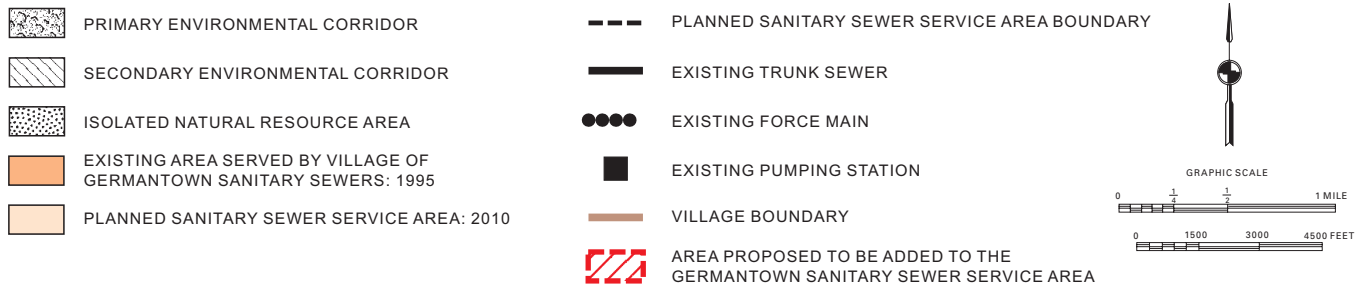 PRIMARY ENVIRONMENTAL CORRIDOR
SECONDARY ENVIRONMENTAL CORRIDOR
ISOLATED NATURAL RESOURCE AREA
EXISTING AREA SERVED BY VILLAGE OF
GERMANTOWN SANITARY SEWERS: 1995
PLANNED SANITARY SEWER SERVICE AREA: 2010
PLANNED SANITARY SEWER SERVICE AREA BOUNDARY
EXISTING TRUNK SEWER
EXISTING FORCE MAIN
EXISTING PUMPING STATION
VILLAGE BOUNDARY
AREA PROPOSED TO BE ADDED TO THE
GERMANTOWN SANITARY SEWER SERVICE AREA
GRAPHIC SCALE
0 1/4 1/2 1 MILE
0 1500 3000 4500 FEET